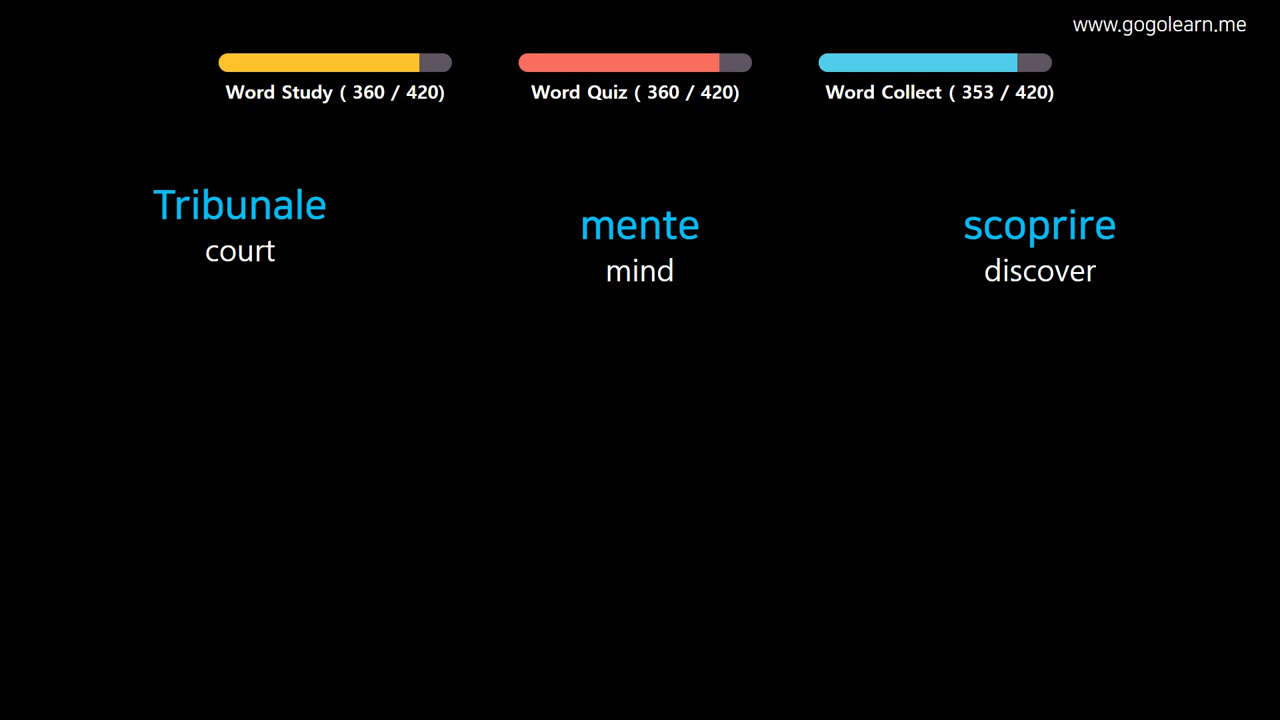 www.gogolearn.me
Word Study ( 360 / 420)
Word Quiz ( 360 / 420)
Word Collect ( 353 / 420)
Tribunale
court
mente
mind
scoprire
discover